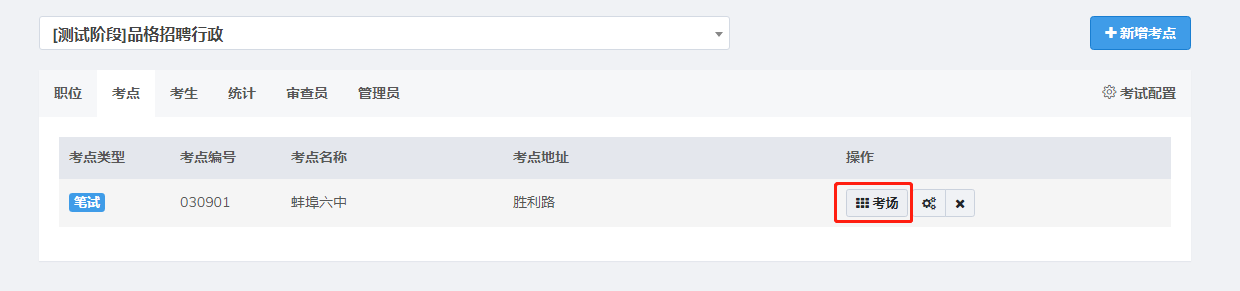 [测试阶段]品格招聘行政
新增考点
职位 考点 考生 统计 审查员 管理员 考试配置
考点类型 考点编号 考点名称 考点地址 操作
笔试 030901 蚌埠六中 胜利路 考场